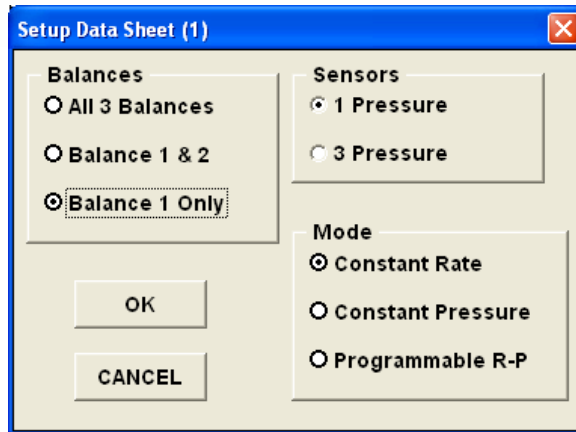 Setup Data Sheet (1)
Balances
All 3 Balances
Balance 1 & 2
Balance 1 Only
OK
CANCEL
Sensors
1 Pressure
3 Pressure
Mode
Constant Rate
Constant Pressure
Programmable R-P